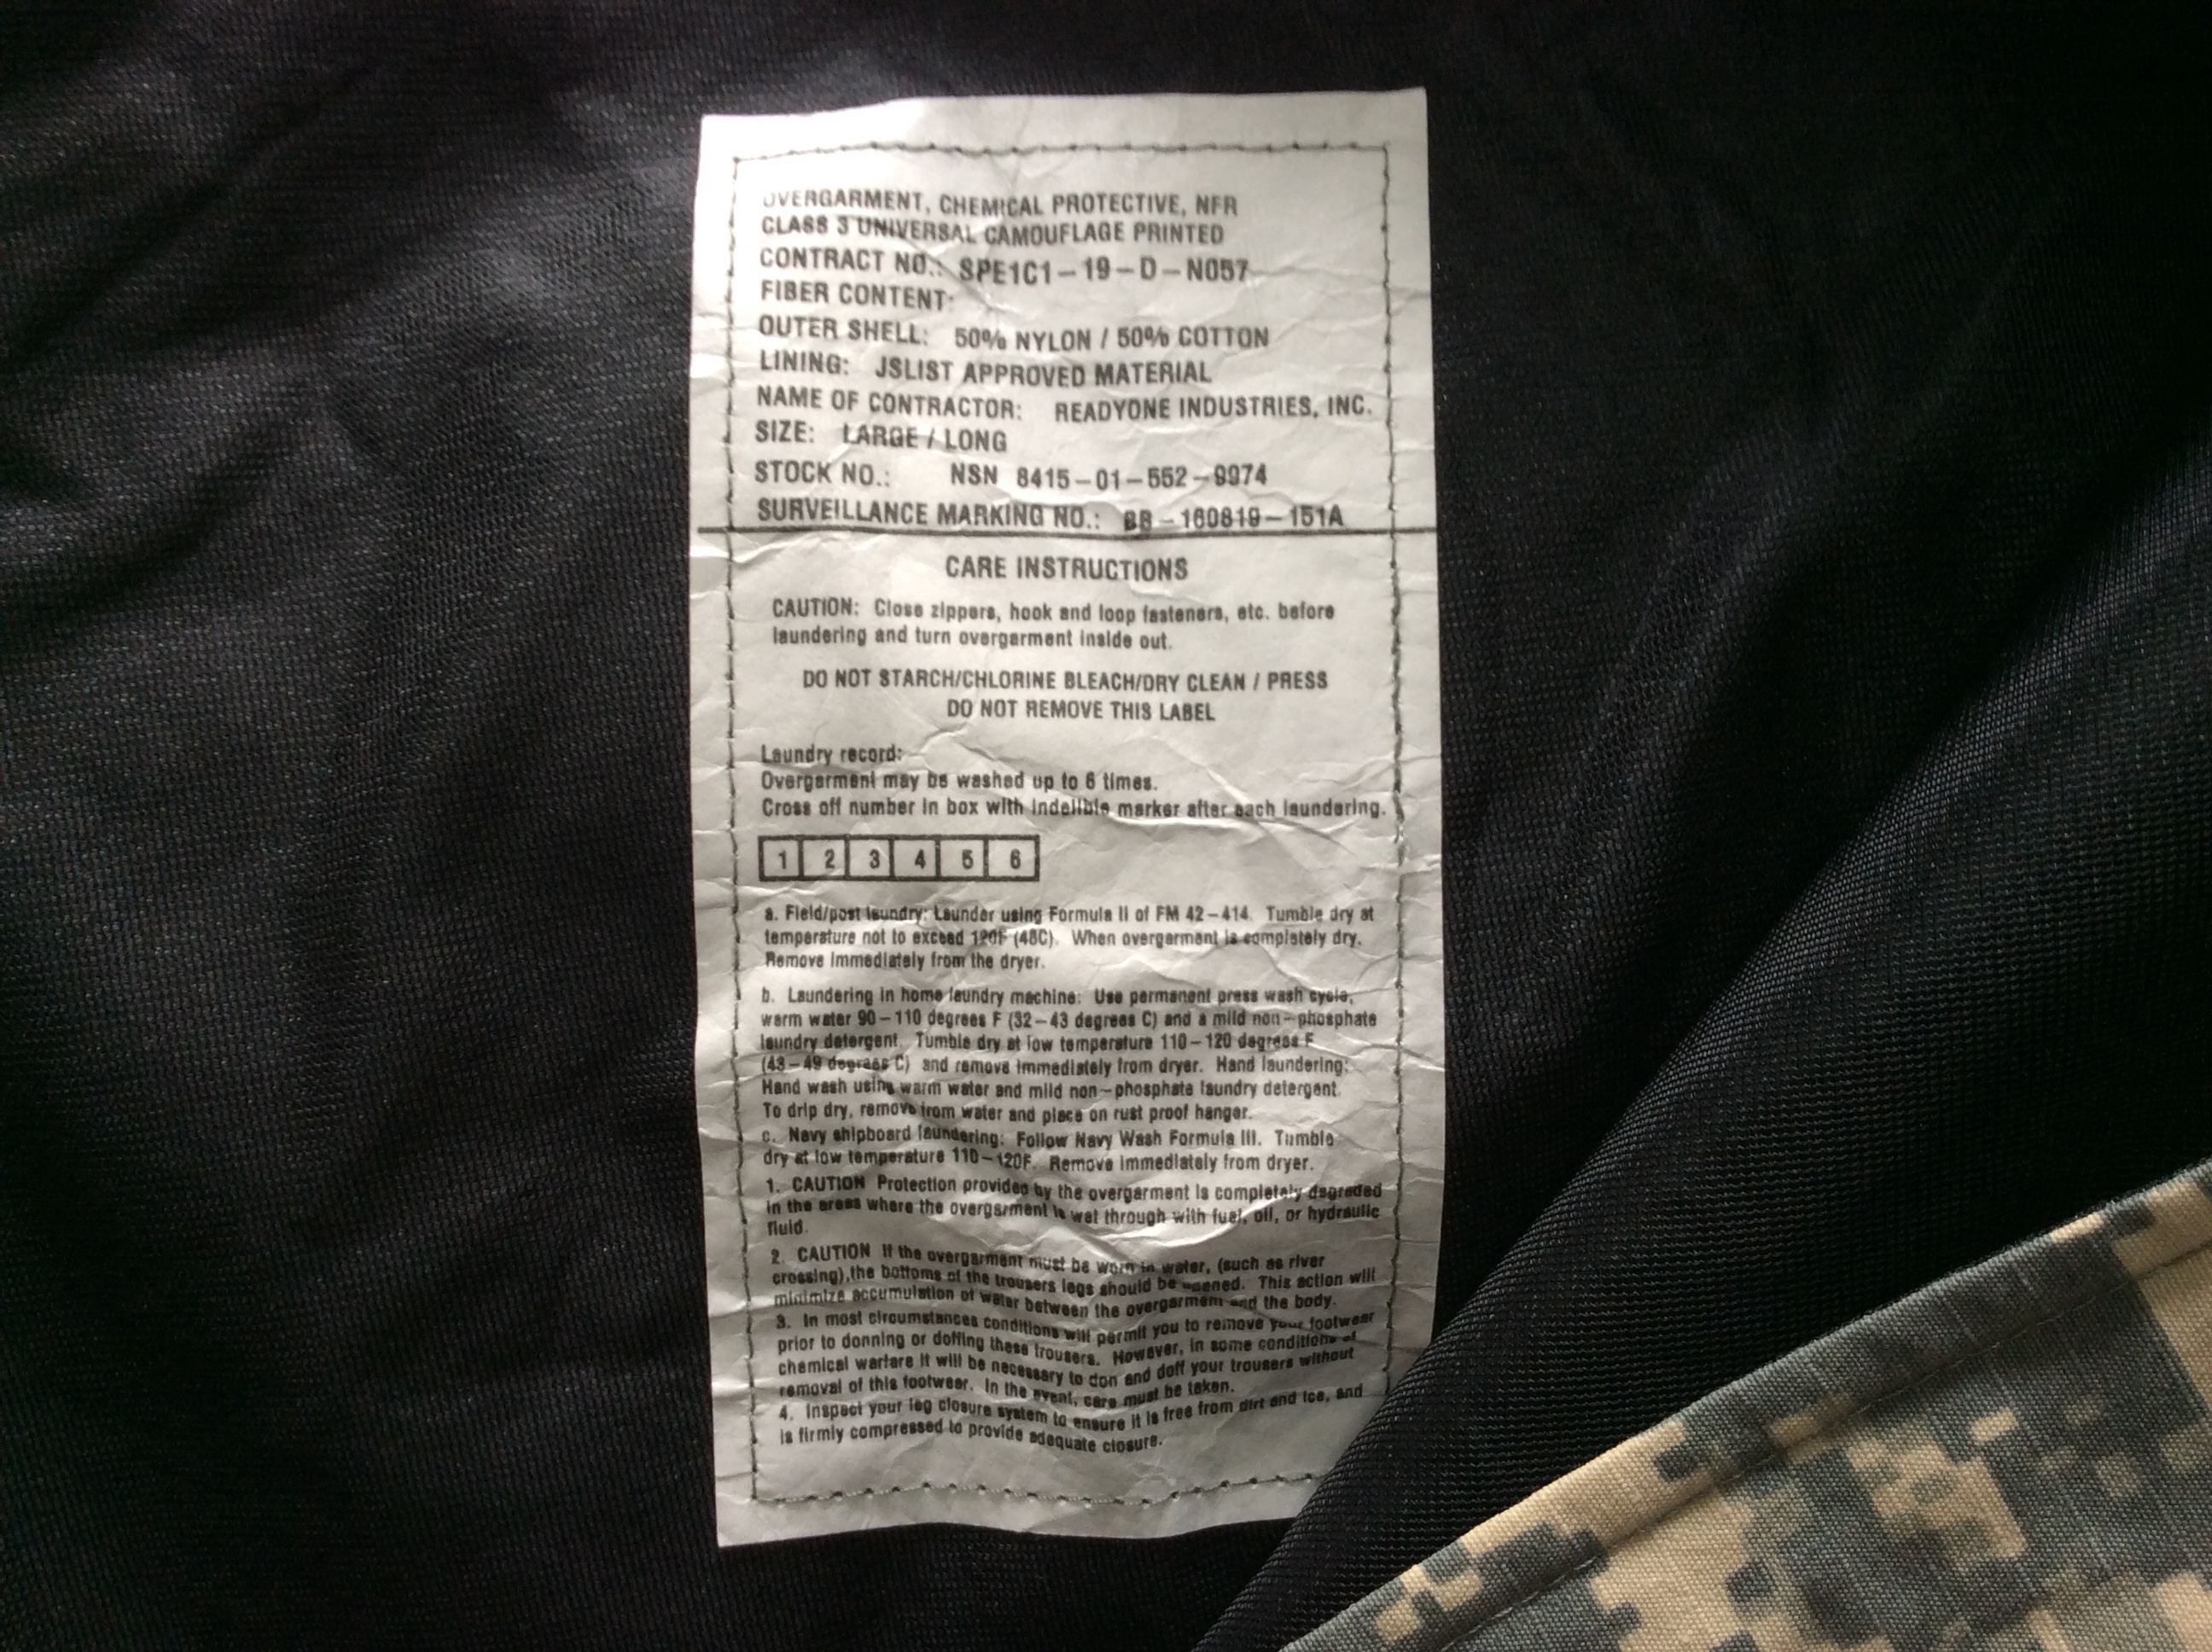 OVERGARMENT, CHEMICAL PROTECTIVE, NFR
CLASS 3 UNIVERSAL CAMOUFLAGE PRINTED
CONTRACT NO.: SPE1C1-19-D-N057
FIBER CONTENT:
OUTER SHELL: 50% NYLON / 50% COTTON
LINING: JSLIST APPROVED MATERIAL
NAME OF CONTRACTOR: READYONE INDUSTRIES, INC.
SIZE: LARGE / LONG
STOCK NO.: NSN 8415-01-552-9974
SURVEILLANCE MARKING NO.:
CARE INSTRUCTIONS
CAUTION: Close zippers, hook and loop fasteners, etc. before
laundering and turn overgarment inside out.
DO NOT STARCH/CHLORINE BLEACH/DRY CLEAN / PRESS
DO NOT REMOVE THIS LABEL
Laundry record:
Overgarment may be washed up to 6 times.
Cross off number in box with indelible marker after each laundering.
1 2 3 4 5 6
a. Field/post laundry: Launder using Formula II of FM 42-414. Tumble dry at
temperature not to exceed 120F (48C). When overgarment is completely dry.
Remove immediately from the dryer.
b. Laundering in home laundry machine: Use permanent press wash cycle,
warm water 90-110 degrees F (32-43 degrees C) and a mild non-phosphate
laundry detergent. Tumble dry at low temperature 110-120 degrees F
(43-49 degrees C) and remove immediately from dryer. Hand laundering:
Hand wash using warm water and mild non-phosphate laundry detergent.
To drip dry, remove from water and place on rust proof hanger.
c. Navy shipboard laundering: Follow Navy Wash Formula III. Tumble
dry at low temperature 110-120F. Remove immediately from dryer.
1. CAUTION Protection provided by the overgarment is completely degraded
in the areas where the overgarment is wet through with fuel, oil, or hydraulic
fluid.
2. CAUTION If the overgarment must be worn in water, (such as river
crossing),the bottoms of the trousers legs should be opened. This action will
minimize accumulation of water between the overgarment and the body.
3. In most circumstances conditions will permit you to remove your footwear
prior to donning or doffing these trousers. However, in some conditions of
chemical warfare it will be necessary to don and doff your trousers without
removal of this footwear. In the event, care must be taken.
4. Inspect your leg closure system to ensure it is free from dirt and ice, and
is firmly compressed to provide adequate closure.